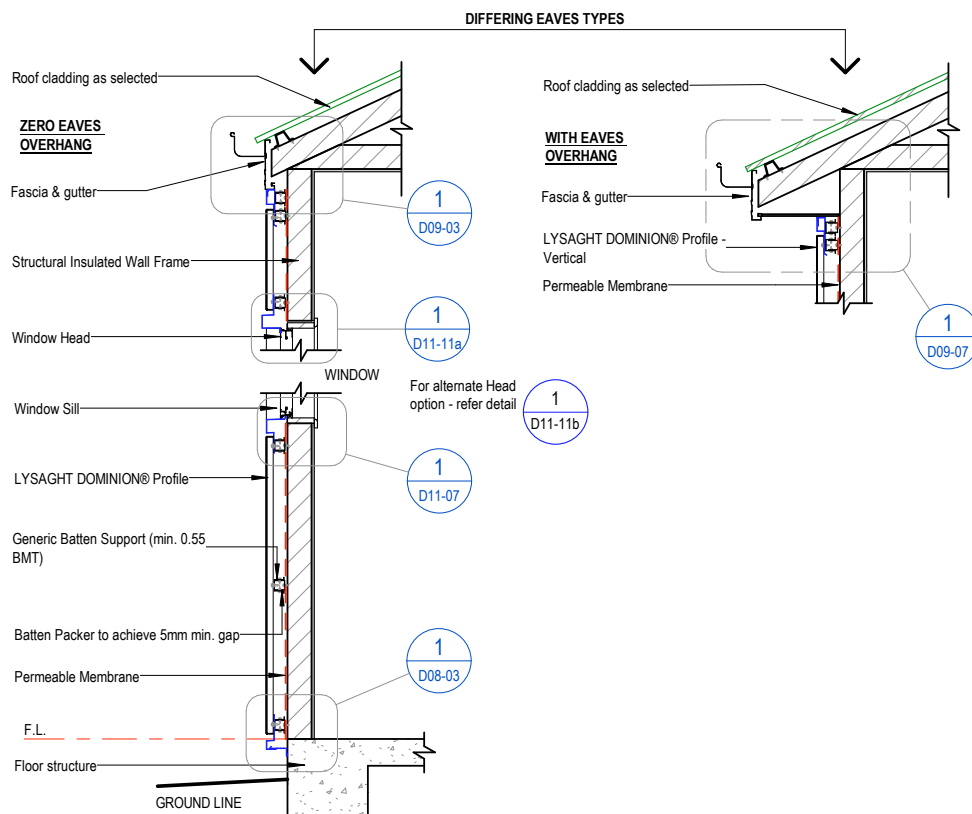 DIFFERING EAVES TYPES
Roof cladding as selected
ZERO EAVES
OVERHANG
Fascia & gutter
1
D09-03
Structural Insulated Wall Frame
Window Head
1
D11-11a
WINDOW
Window Sill
For alternate Head
option - refer detail
1
D11-11b
LYSAGHT DOMINION® Profile
1
D11-07
Generic Batten Support (min. 0.55
BMT)
Batten Packer to achieve 5mm min. gap
Permeable Membrane
1
D08-03
F.L.
Floor structure
GROUND LINE
Roof cladding as selected
WITH EAVES
OVERHANG
Fascia & gutter
LYSAGHT DOMINION® Profile -
Vertical
Permeable Membrane
1
D09-07